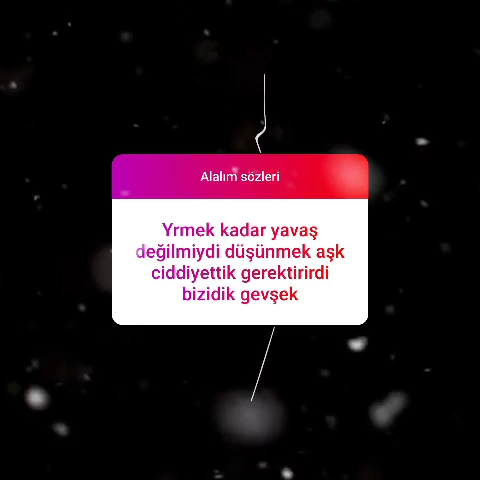 Alalım sözleri
Yrmek kadar yavaş
değilmiydi düşünmek aşk
ciddiyettik gerektirirdi
bizidik gevşek